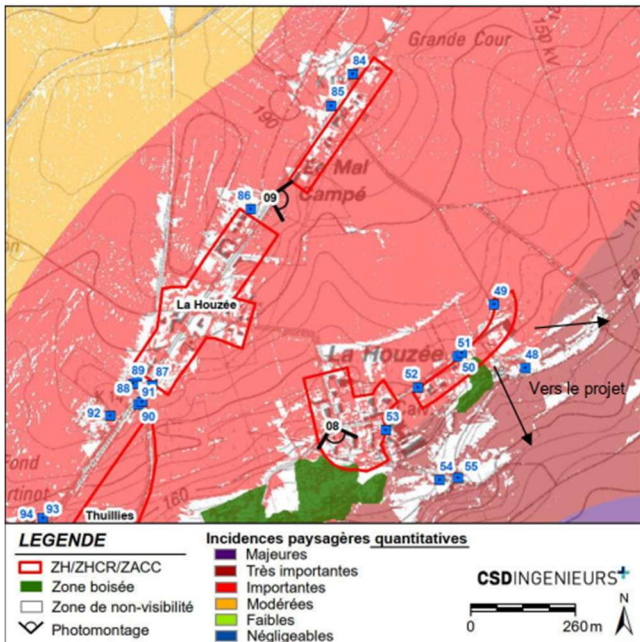 Grande Cour
150 kV
84
85
190
En Mal
Campé
86
09
170
La Houzée
49
La Houzée
51
50
48
52
Vers le projet
89
87
88
91
92
90
08
53
54
55
Fond
160
93
94
Thuillies
LEGENDE
ZH/ZHCR/ZACC
Zone boisée
Zone de non-visibilité
Photomontage
Incidences paysagères quantitatives
Majeures
Très importantes
Importantes
Modérées
Faibles
Négligeables
CSDINGENIEURS+
N
0
260 m